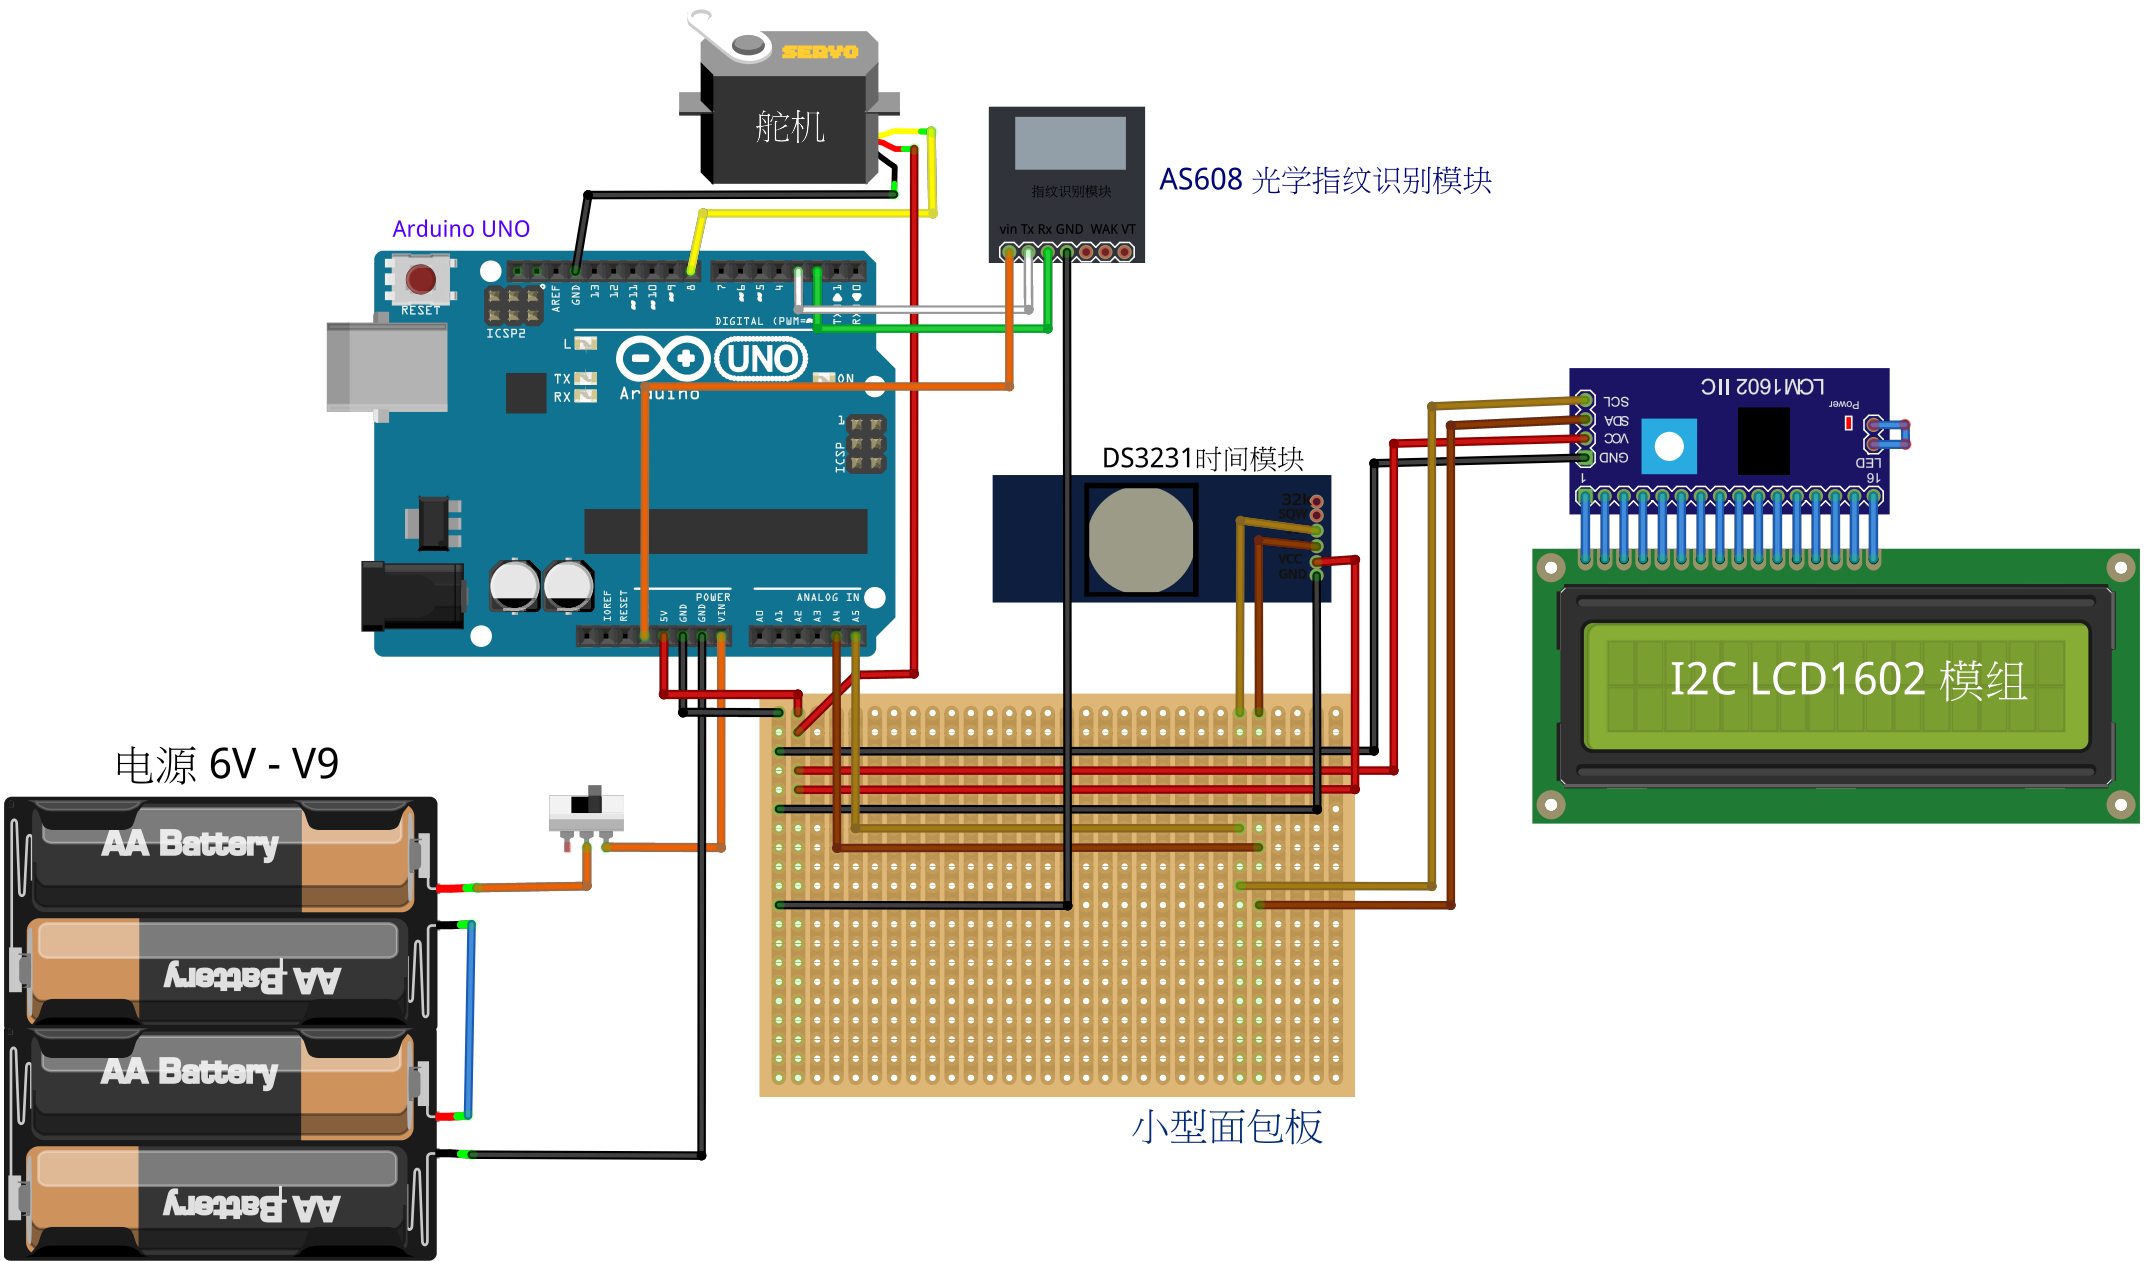 SERVO
舵机
指纹识别模块
vin Tx Rx GND WAK VT
AS608 光学指纹识别模块
Arduino UNO
RESET
ICSP2
AREF
GND
13
12
11
10
9
8
7
6
5
4
TX 1
RX 0
DIGITAL (PWM=
L
TX
RX
UNO
Arduino
ON
1
ICSP
IOREF
RESET
5V
GND
GND
VIN
POWER
ANALOG IN
A0
A1
A2
A3
A4
A5
DS3231时间模块
32K
SQW
VCC
GND
LCM1602 IIC
SCL
SDA
VCC
GND
Power
LED
1
16
I2C LCD1602 模组
电源 6V - V9
AA Battery
AA Battery
AA Battery
AA Battery
小型面包板